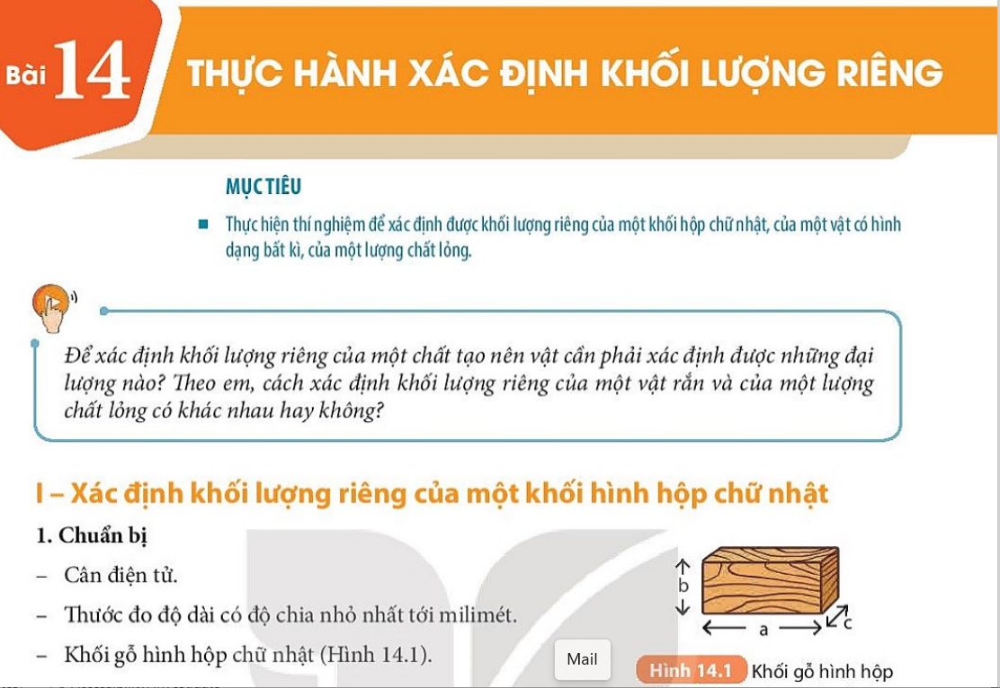 Bài 14
THỰC HÀNH XÁC ĐỊNH KHỐI LƯỢNG RIÊNG
MỤC TIÊU
■ Thực hiện thí nghiệm để xác định được khối lượng riêng của một khối hộp chữ nhật, của một vật có hình
dạng bất kì, của một lượng chất lỏng.
Để xác định khối lượng riêng của một chất tạo nên vật cần phải xác định được những đại
lượng nào? Theo em, cách xác định khối lượng riêng của một vật rắn và của một lượng
chất lỏng có khác nhau hay không?
I – Xác định khối lượng riêng của một khối hình hộp chữ nhật
1. Chuẩn bị
– Cân điện tử.
– Thước đo độ dài có độ chia nhỏ nhất tới milimét.
– Khối gỗ hình hộp chữ nhật (Hình 14.1).
b
a
c
Mail
Hình 14.1 Khối gỗ hình hộp